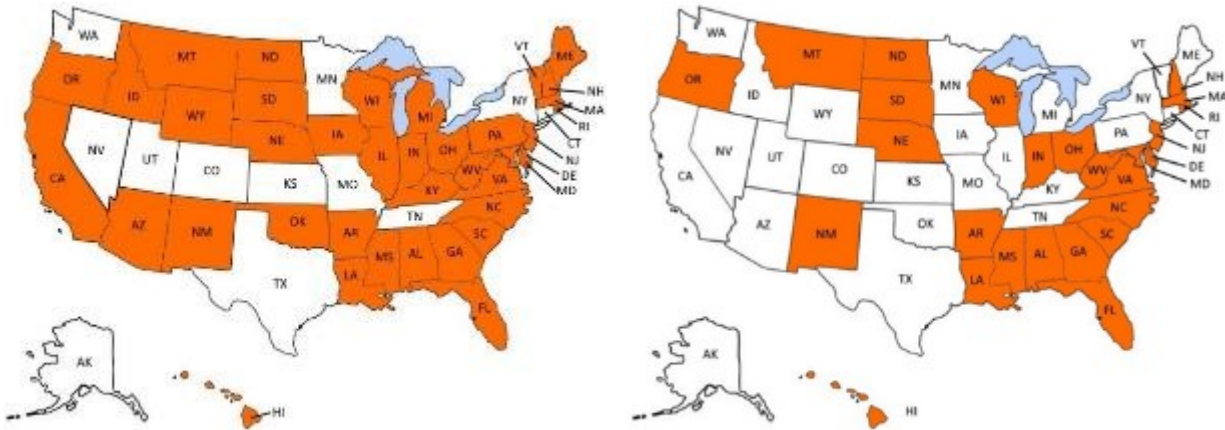 WA
MT
ND
MN
VT
ME
OR
ID
SD
WI
MI
NY
NH
MA
RI
CT
WY
NE
IA
PA
NJ
DE
MD
NV
UT
CO
IL
IN
OH
WV
VA
CA
KS
MO
KY
NC
AZ
NM
OK
AR
TN
SC
MS
AL
GA
TX
LA
FL
AK
HI
WA
MT
ND
MN
VT
ME
OR
ID
SD
WI
MI
NY
NH
MA
RI
CT
WY
NE
IA
PA
NJ
DE
MD
NV
UT
CO
IL
IN
OH
WV
VA
CA
KS
MO
KY
NC
AZ
NM
OK
AR
TN
SC
MS
AL
GA
TX
LA
FL
AK
HI